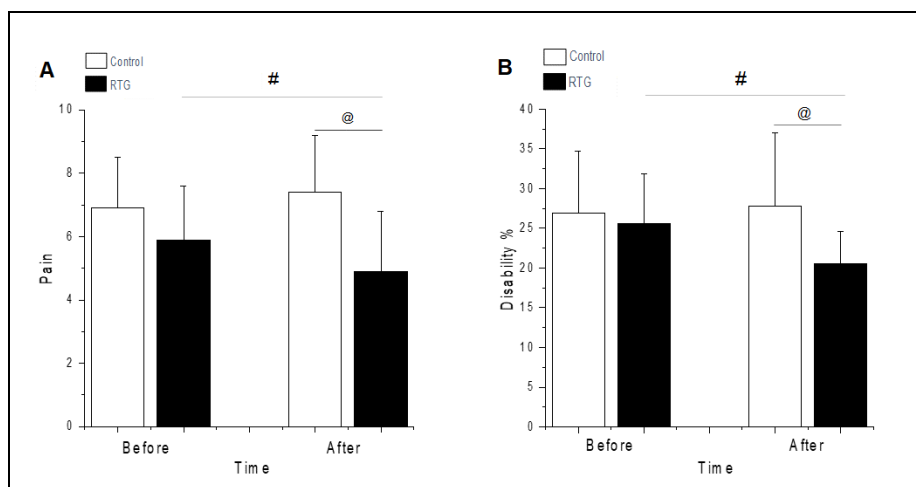 A
Control
RTG
#
@
10
8
6
4
2
0
Pain
Before
After
Time
B
Control
RTG
#
@
40
35
30
25
20
15
10
5
0
Disability %
Before
After
Time